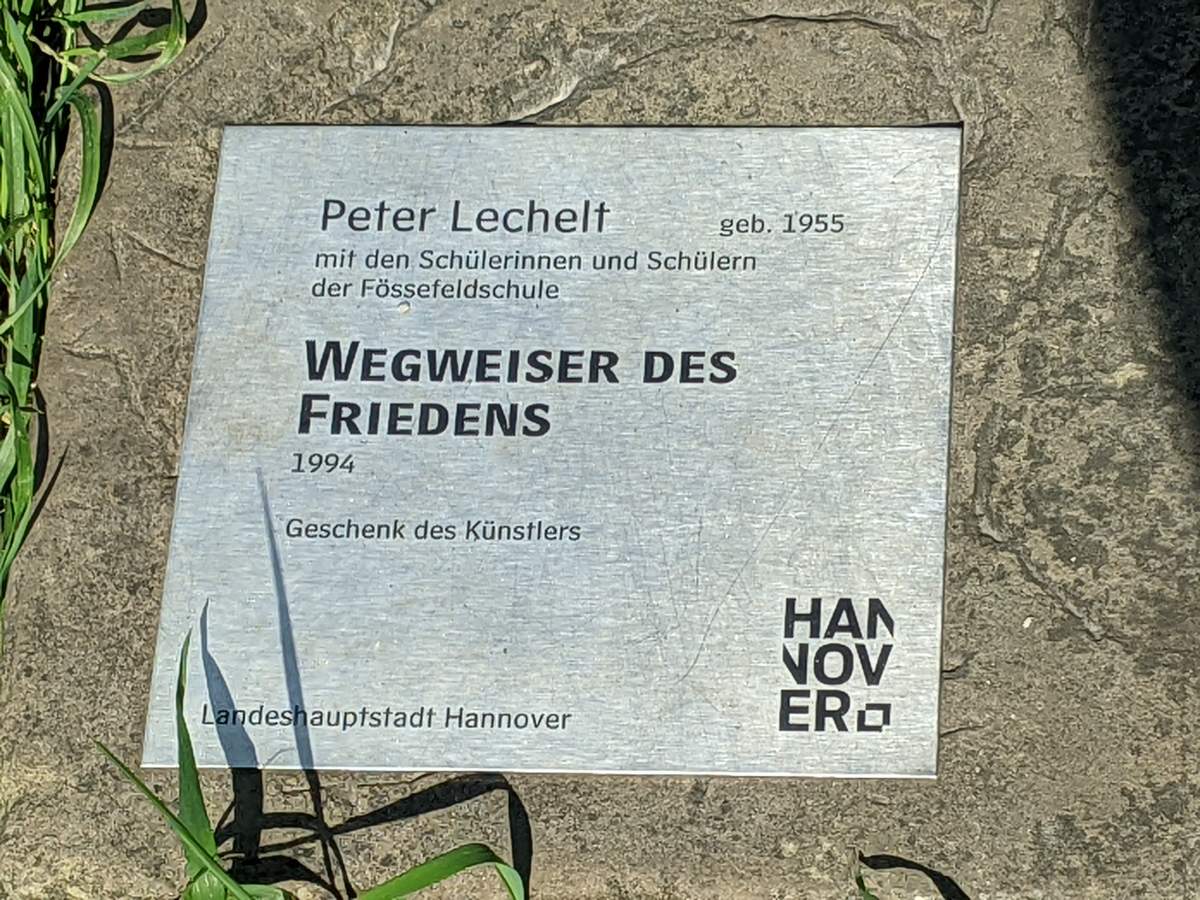 Peter Lechelt geb. 1955
mit den Schülerinnen und Schülern
der Fössefeldschule
WEGWEISER DES
FRIEDENS
1994
Geschenk des Künstlers
Landeshauptstadt Hannover
HAN
NOV
ER